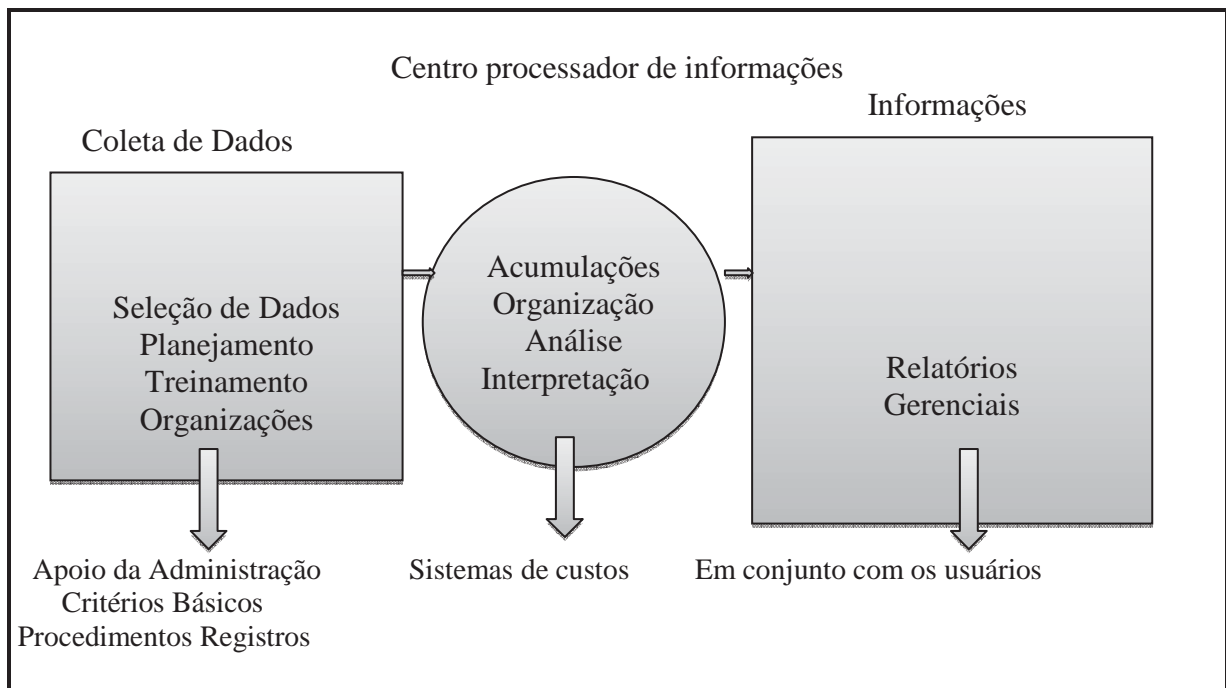 Centro processador de informações
Informações
Coleta de Dados
Seleção de Dados
Planejamento
Treinamento
Organizações
Acumulações
Organização
Análise
Interpretação
Relatórios
Gerenciais
Apoio da Administração
Critérios Básicos
Procedimentos Registros
Sistemas de custos
Em conjunto com os usuários